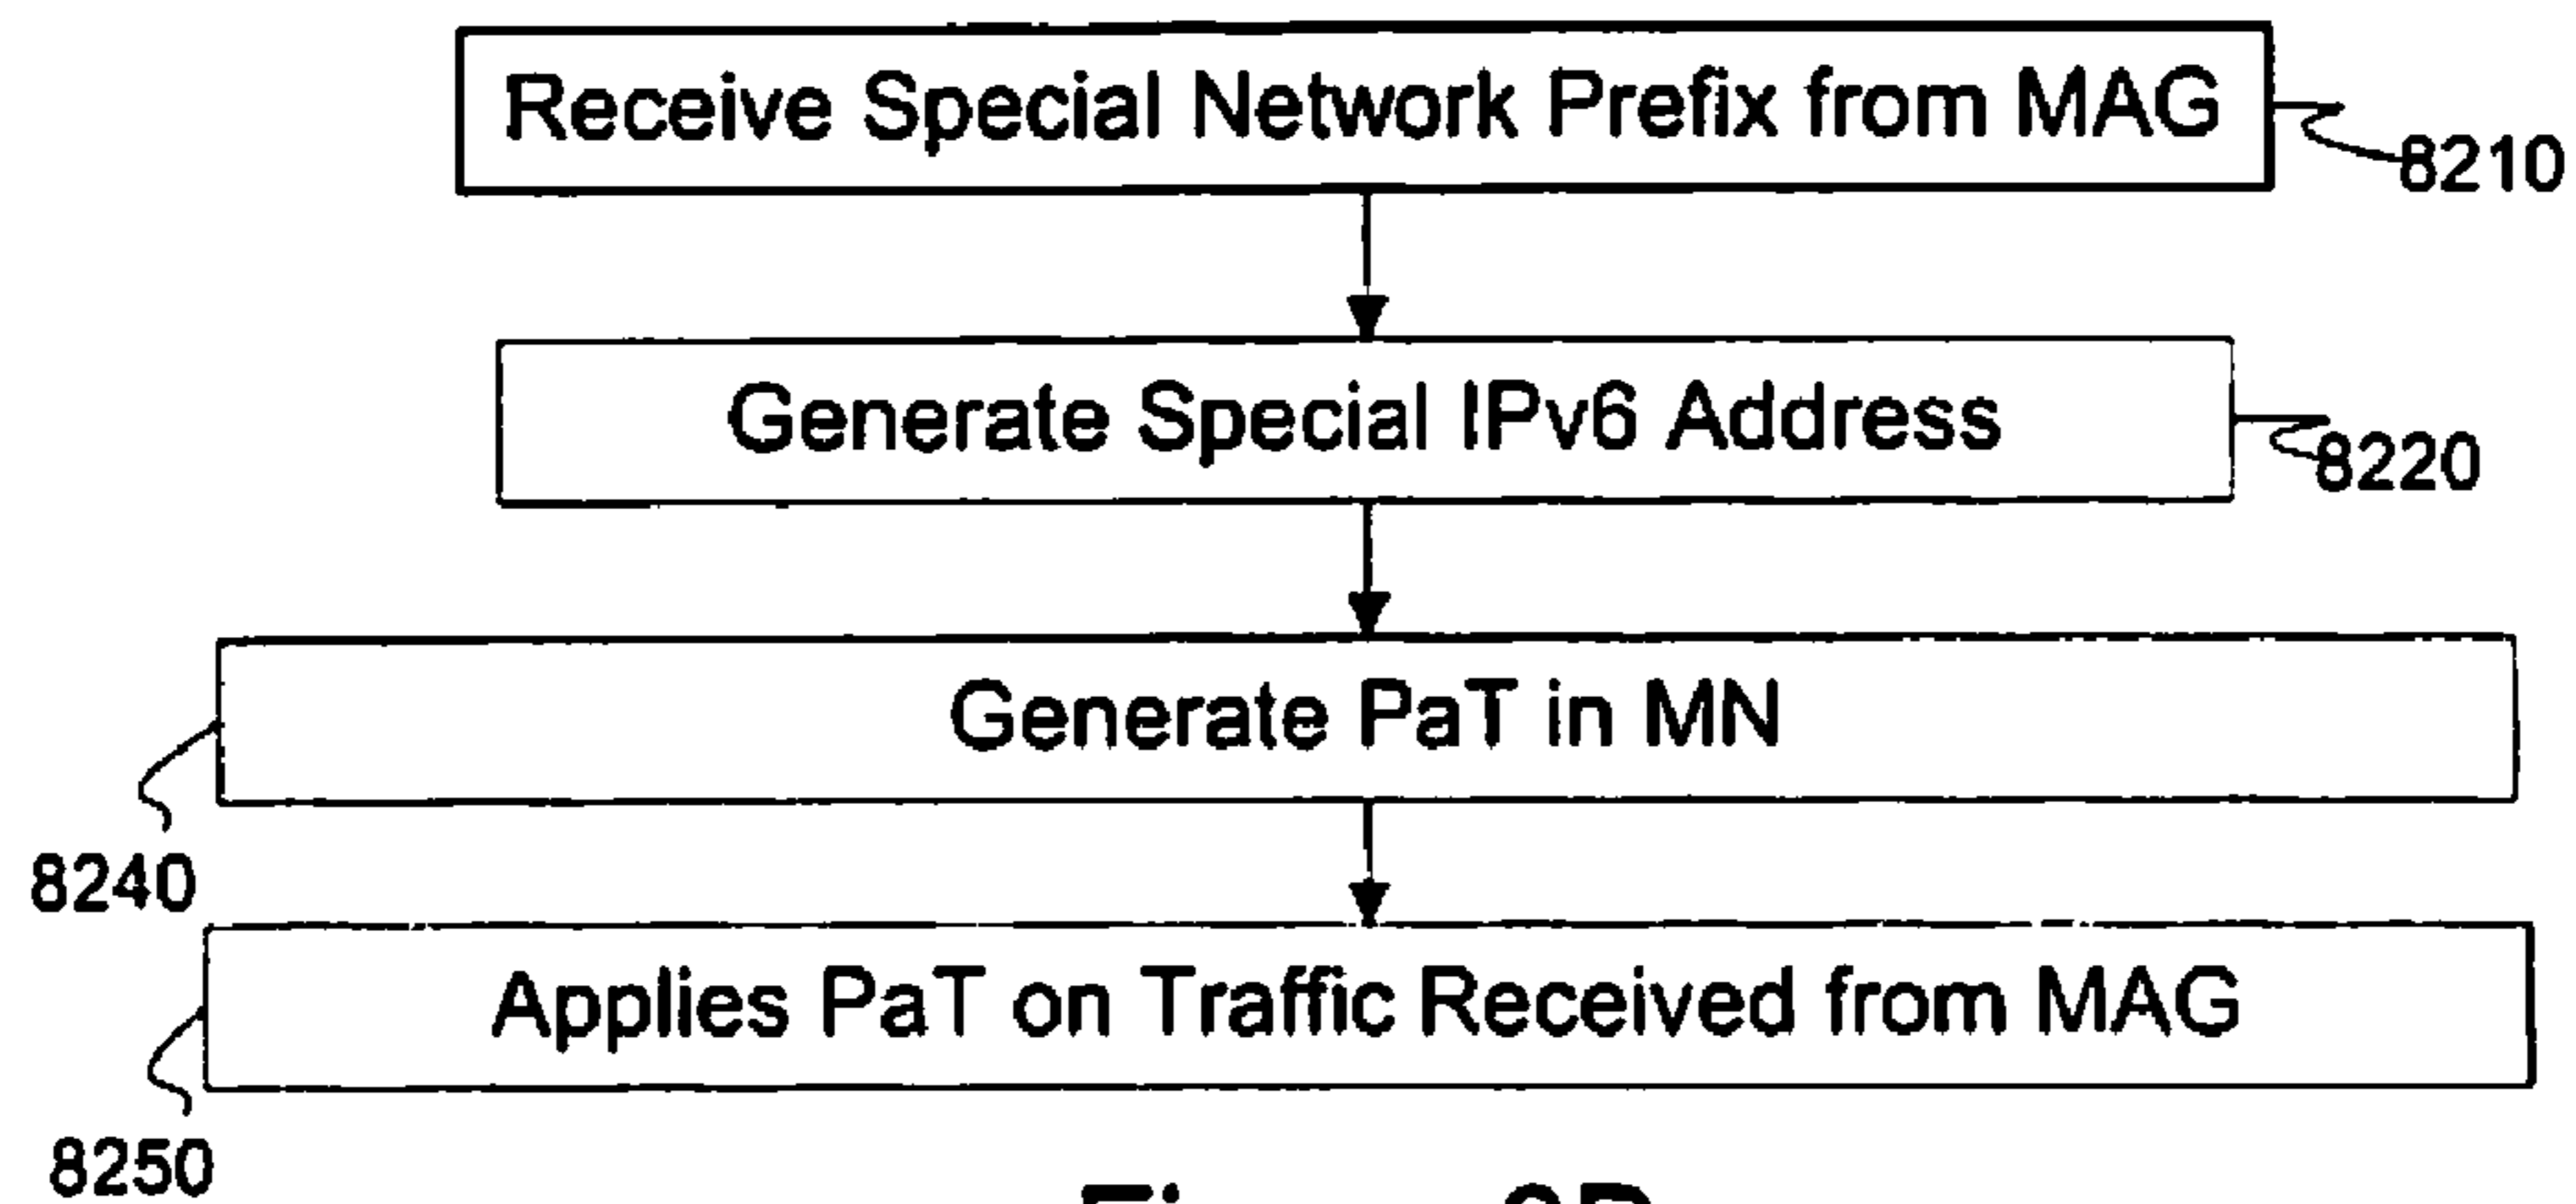 Receive Special Network Prefix from MAG
8210
Generate Special IPv6 Address
8220
Generate PaT in MN
8240
Applies PaT on Traffic Received from MAG
8250